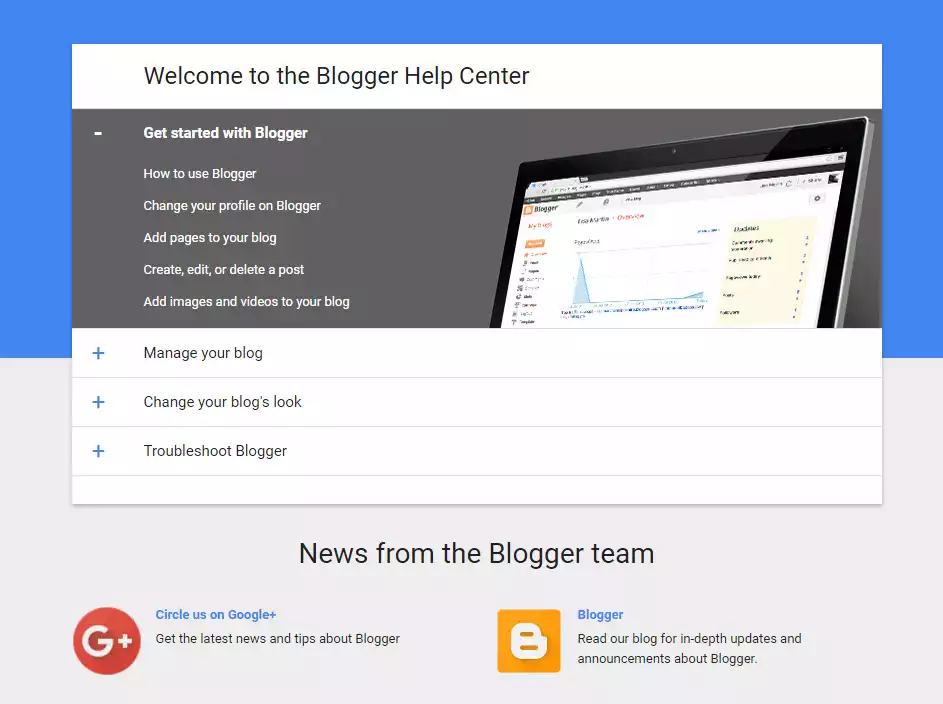 Welcome to the Blogger Help Center
Get started with Blogger
How to use Blogger
Change your profile on Blogger
Add pages to your blog
Create, edit, or delete a post
Add images and videos to your blog
Blogger
Overview
Pageviews
Updates
Manage your blog
Change your blog's look
Troubleshoot Blogger
News from the Blogger team
G+
Circle us on Google+
Get the latest news and tips about Blogger
Blogger
Read our blog for in-depth updates and
announcements about Blogger.